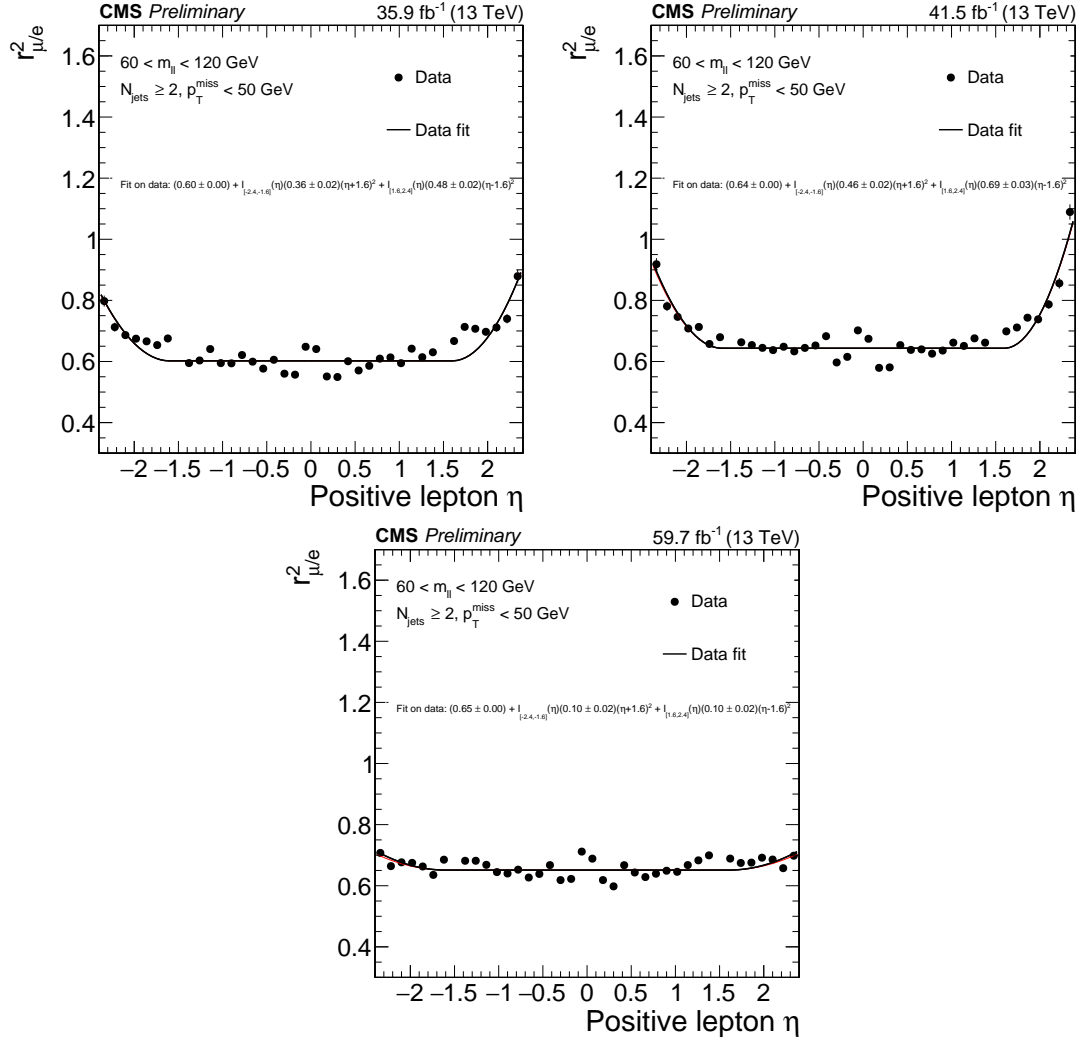 CMS Preliminary 35.9 fb⁻¹ (13 TeV)
r²μ/e
60 < mll < 120 GeV
Njets ≥ 2, pTmiss < 50 GeV
Data
Data fit
Fit on data: (0.60 ± 0.00) + I[-2.4,-1.6](η)(0.36 ± 0.02)(η+1.6)² + I[1.6,2.4](η)(0.48 ± 0.02)(η-1.6)²
1.6
1.4
1.2
1
0.8
0.6
0.4
−2 −1.5 −1 −0.5 0 0.5 1 1.5 2
Positive lepton η
CMS Preliminary 41.5 fb⁻¹ (13 TeV)
r²μ/e
60 < mll < 120 GeV
Njets ≥ 2, pTmiss < 50 GeV
Data
Data fit
Fit on data: (0.64 ± 0.00) + I[-2.4,-1.6](η)(0.46 ± 0.02)(η+1.6)² + I[1.6,2.4](η)(0.69 ± 0.03)(η-1.6)²
1.6
1.4
1.2
1
0.8
0.6
0.4
−2 −1.5 −1 −0.5 0 0.5 1 1.5 2
Positive lepton η
CMS Preliminary 59.7 fb⁻¹ (13 TeV)
r²μ/e
60 < mll < 120 GeV
Njets ≥ 2, pTmiss < 50 GeV
Data
Data fit
Fit on data: (0.65 ± 0.00) + I[-2.4,-1.6](η)(0.10 ± 0.02)(η+1.6)² + I[1.6,2.4](η)(0.10 ± 0.02)(η-1.6)²
1.6
1.4
1.2
1
0.8
0.6
0.4
−2 −1.5 −1 −0.5 0 0.5 1 1.5 2
Positive lepton η